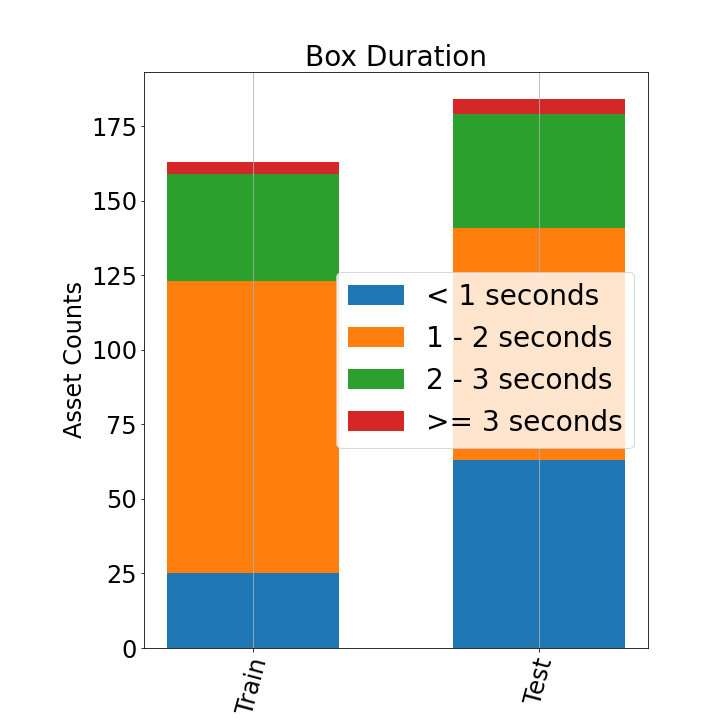 Box Duration
Asset Counts
175
150
125
100
75
50
25
0
< 1 seconds
1 - 2 seconds
2 - 3 seconds
>= 3 seconds
Train
Test